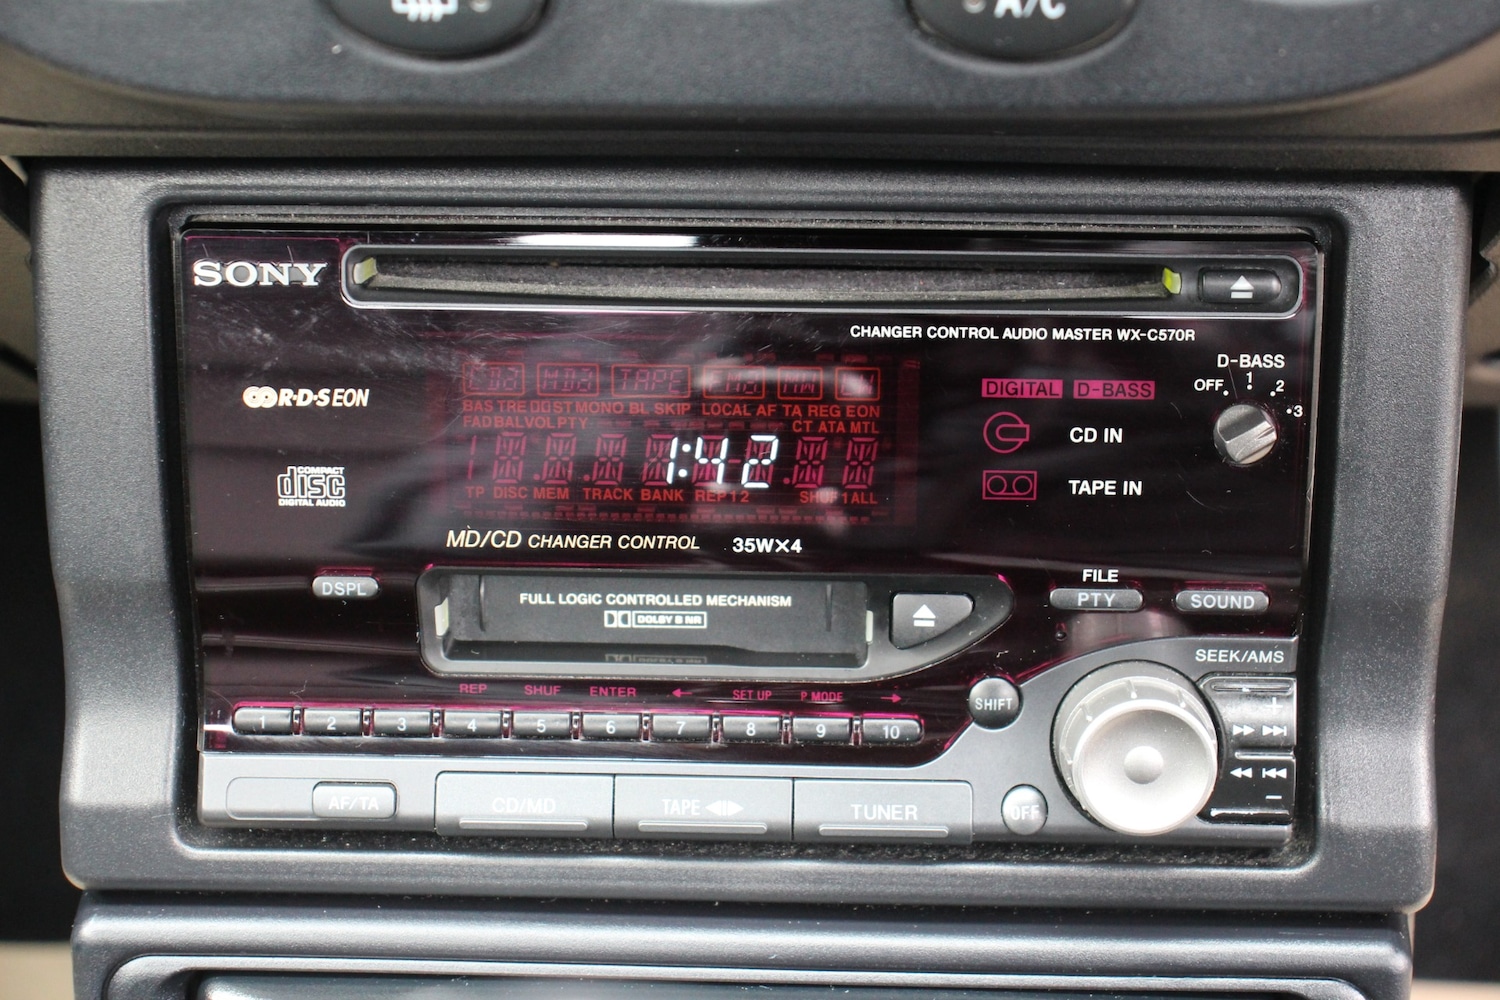 A/C
SONY
CHANGER CONTROL AUDIO MASTER WX-C570R
D-BASS
OFF 1 2 3
R·D·S EON
DIGITAL D-BASS
CD IN
TAPE IN
COMPACT
disc
DIGITAL AUDIO
TAPE
BAS TRE MONO BL SKIP LOCAL AF TA REG EON
FAD BAL VOL PTY CT ATA MTL
1:42
TP DISC MEM TRACK BANK REP 1 2 SHUF 1 ALL
MD/CD CHANGER CONTROL 35W×4
DSPL
FULL LOGIC CONTROLLED MECHANISM
DOLBY B NR
FILE
PTY
SOUND
SEEK/AMS
REP SHUF ENTER ← SET UP P MODE →
1 2 3 4 5 6 7 8 9 10
SHIFT
+
−
AF/TA
CD/MD
TAPE
TUNER
OFF